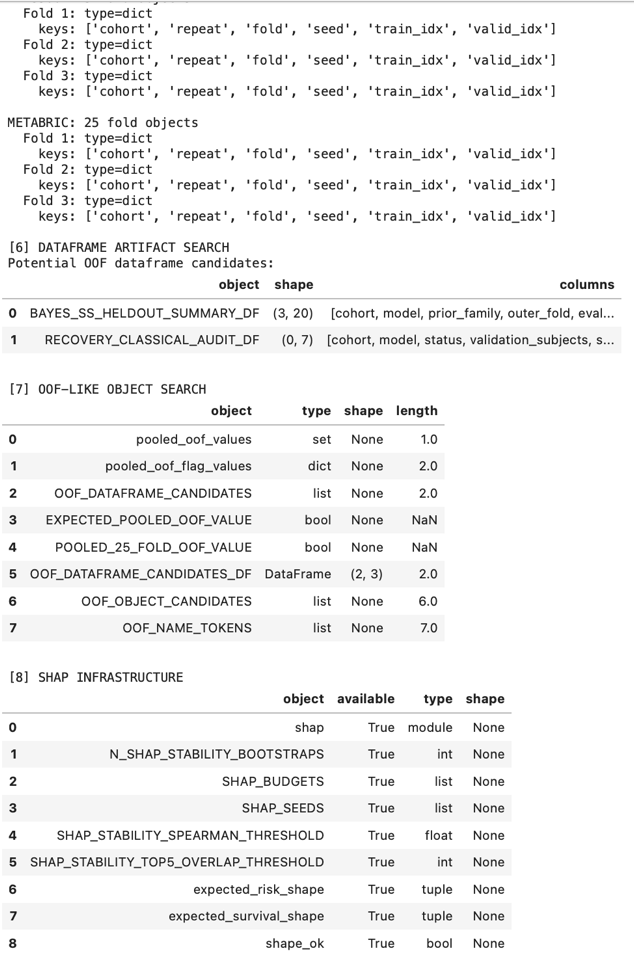 Fold 1: type=dict
keys: ['cohort', 'repeat', 'fold', 'seed', 'train_idx', 'valid_idx']
Fold 2: type=dict
keys: ['cohort', 'repeat', 'fold', 'seed', 'train_idx', 'valid_idx']
Fold 3: type=dict
keys: ['cohort', 'repeat', 'fold', 'seed', 'train_idx', 'valid_idx']
METABRIC: 25 fold objects
Fold 1: type=dict
keys: ['cohort', 'repeat', 'fold', 'seed', 'train_idx', 'valid_idx']
Fold 2: type=dict
keys: ['cohort', 'repeat', 'fold', 'seed', 'train_idx', 'valid_idx']
Fold 3: type=dict
keys: ['cohort', 'repeat', 'fold', 'seed', 'train_idx', 'valid_idx']
[6] DATAFRAME ARTIFACT SEARCH
Potential OOF dataframe candidates:
object shape columns
0 BAYES_SS_HELDOUT_SUMMARY_DF (3, 20) [cohort, model, prior_family, outer_fold, eval...
1 RECOVERY_CLASSICAL_AUDIT_DF (0, 7) [cohort, model, status, validation_subjects, s...
[7] OOF-LIKE OBJECT SEARCH
object type shape length
0 pooled_oof_values set None 1.0
1 pooled_oof_flag_values dict None 2.0
2 OOF_DATAFRAME_CANDIDATES list None 2.0
3 EXPECTED_POOLED_OOF_VALUE bool None NaN
4 POOLED_25_FOLD_OOF_VALUE bool None NaN
5 OOF_DATAFRAME_CANDIDATES_DF DataFrame (2, 3) 2.0
6 OOF_OBJECT_CANDIDATES list None 6.0
7 OOF_NAME_TOKENS list None 7.0
[8] SHAP INFRASTRUCTURE
object available type shape
0 shap True module None
1 N_SHAP_STABILITY_BOOTSTRAPS True int None
2 SHAP_BUDGETS True list None
3 SHAP_SEEDS True list None
4 SHAP_STABILITY_SPEARMAN_THRESHOLD True float None
5 SHAP_STABILITY_TOP5_OVERLAP_THRESHOLD True int None
6 expected_risk_shape True tuple None
7 expected_survival_shape True tuple None
8 shape_ok True bool None